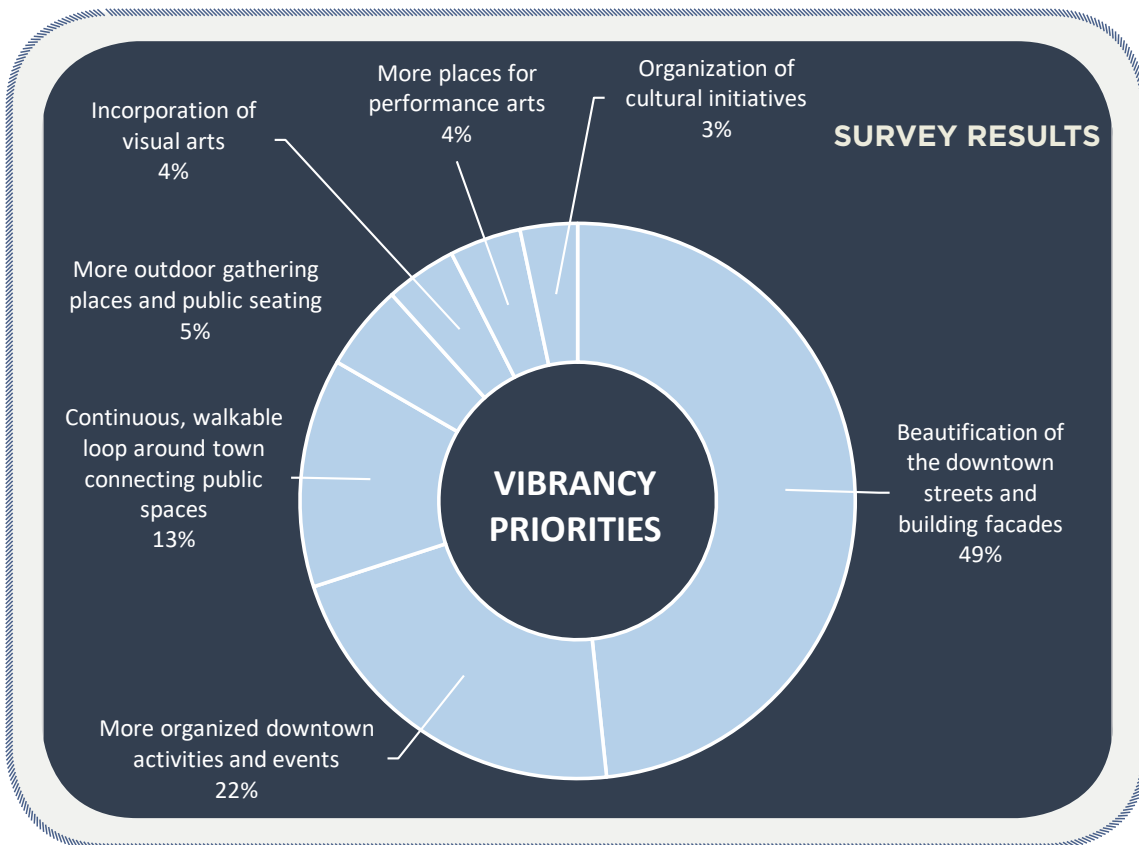 SURVEY RESULTS
VIBRANCY
PRIORITIES
Beautification of
the downtown
streets and
building facades
49%
More organized downtown
activities and events
22%
Continuous, walkable
loop around town
connecting public
spaces
13%
More outdoor gathering
places and public seating
5%
Incorporation of
visual arts
4%
More places for
performance arts
4%
Organization of
cultural initiatives
3%